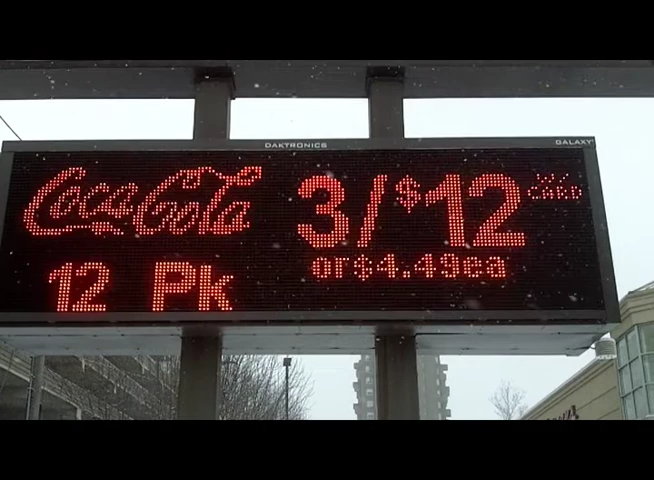 DAKTRONICS
GALAXY
Coca-Cola
12 Pk
3/$12
or $4.49ea